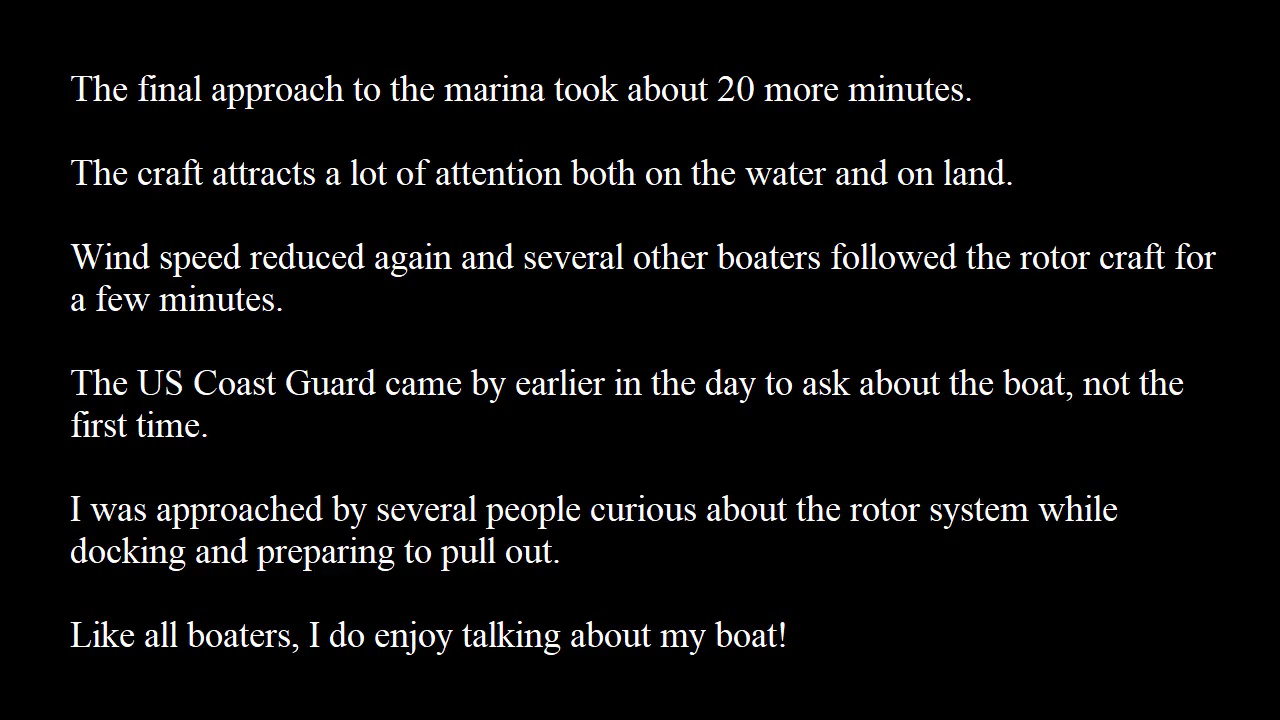 The final approach to the marina took about 20 more minutes.
The craft attracts a lot of attention both on the water and on land.
Wind speed reduced again and several other boaters followed the rotor craft for
a few minutes.
The US Coast Guard came by earlier in the day to ask about the boat, not the
first time.
I was approached by several people curious about the rotor system while
docking and preparing to pull out.
Like all boaters, I do enjoy talking about my boat!